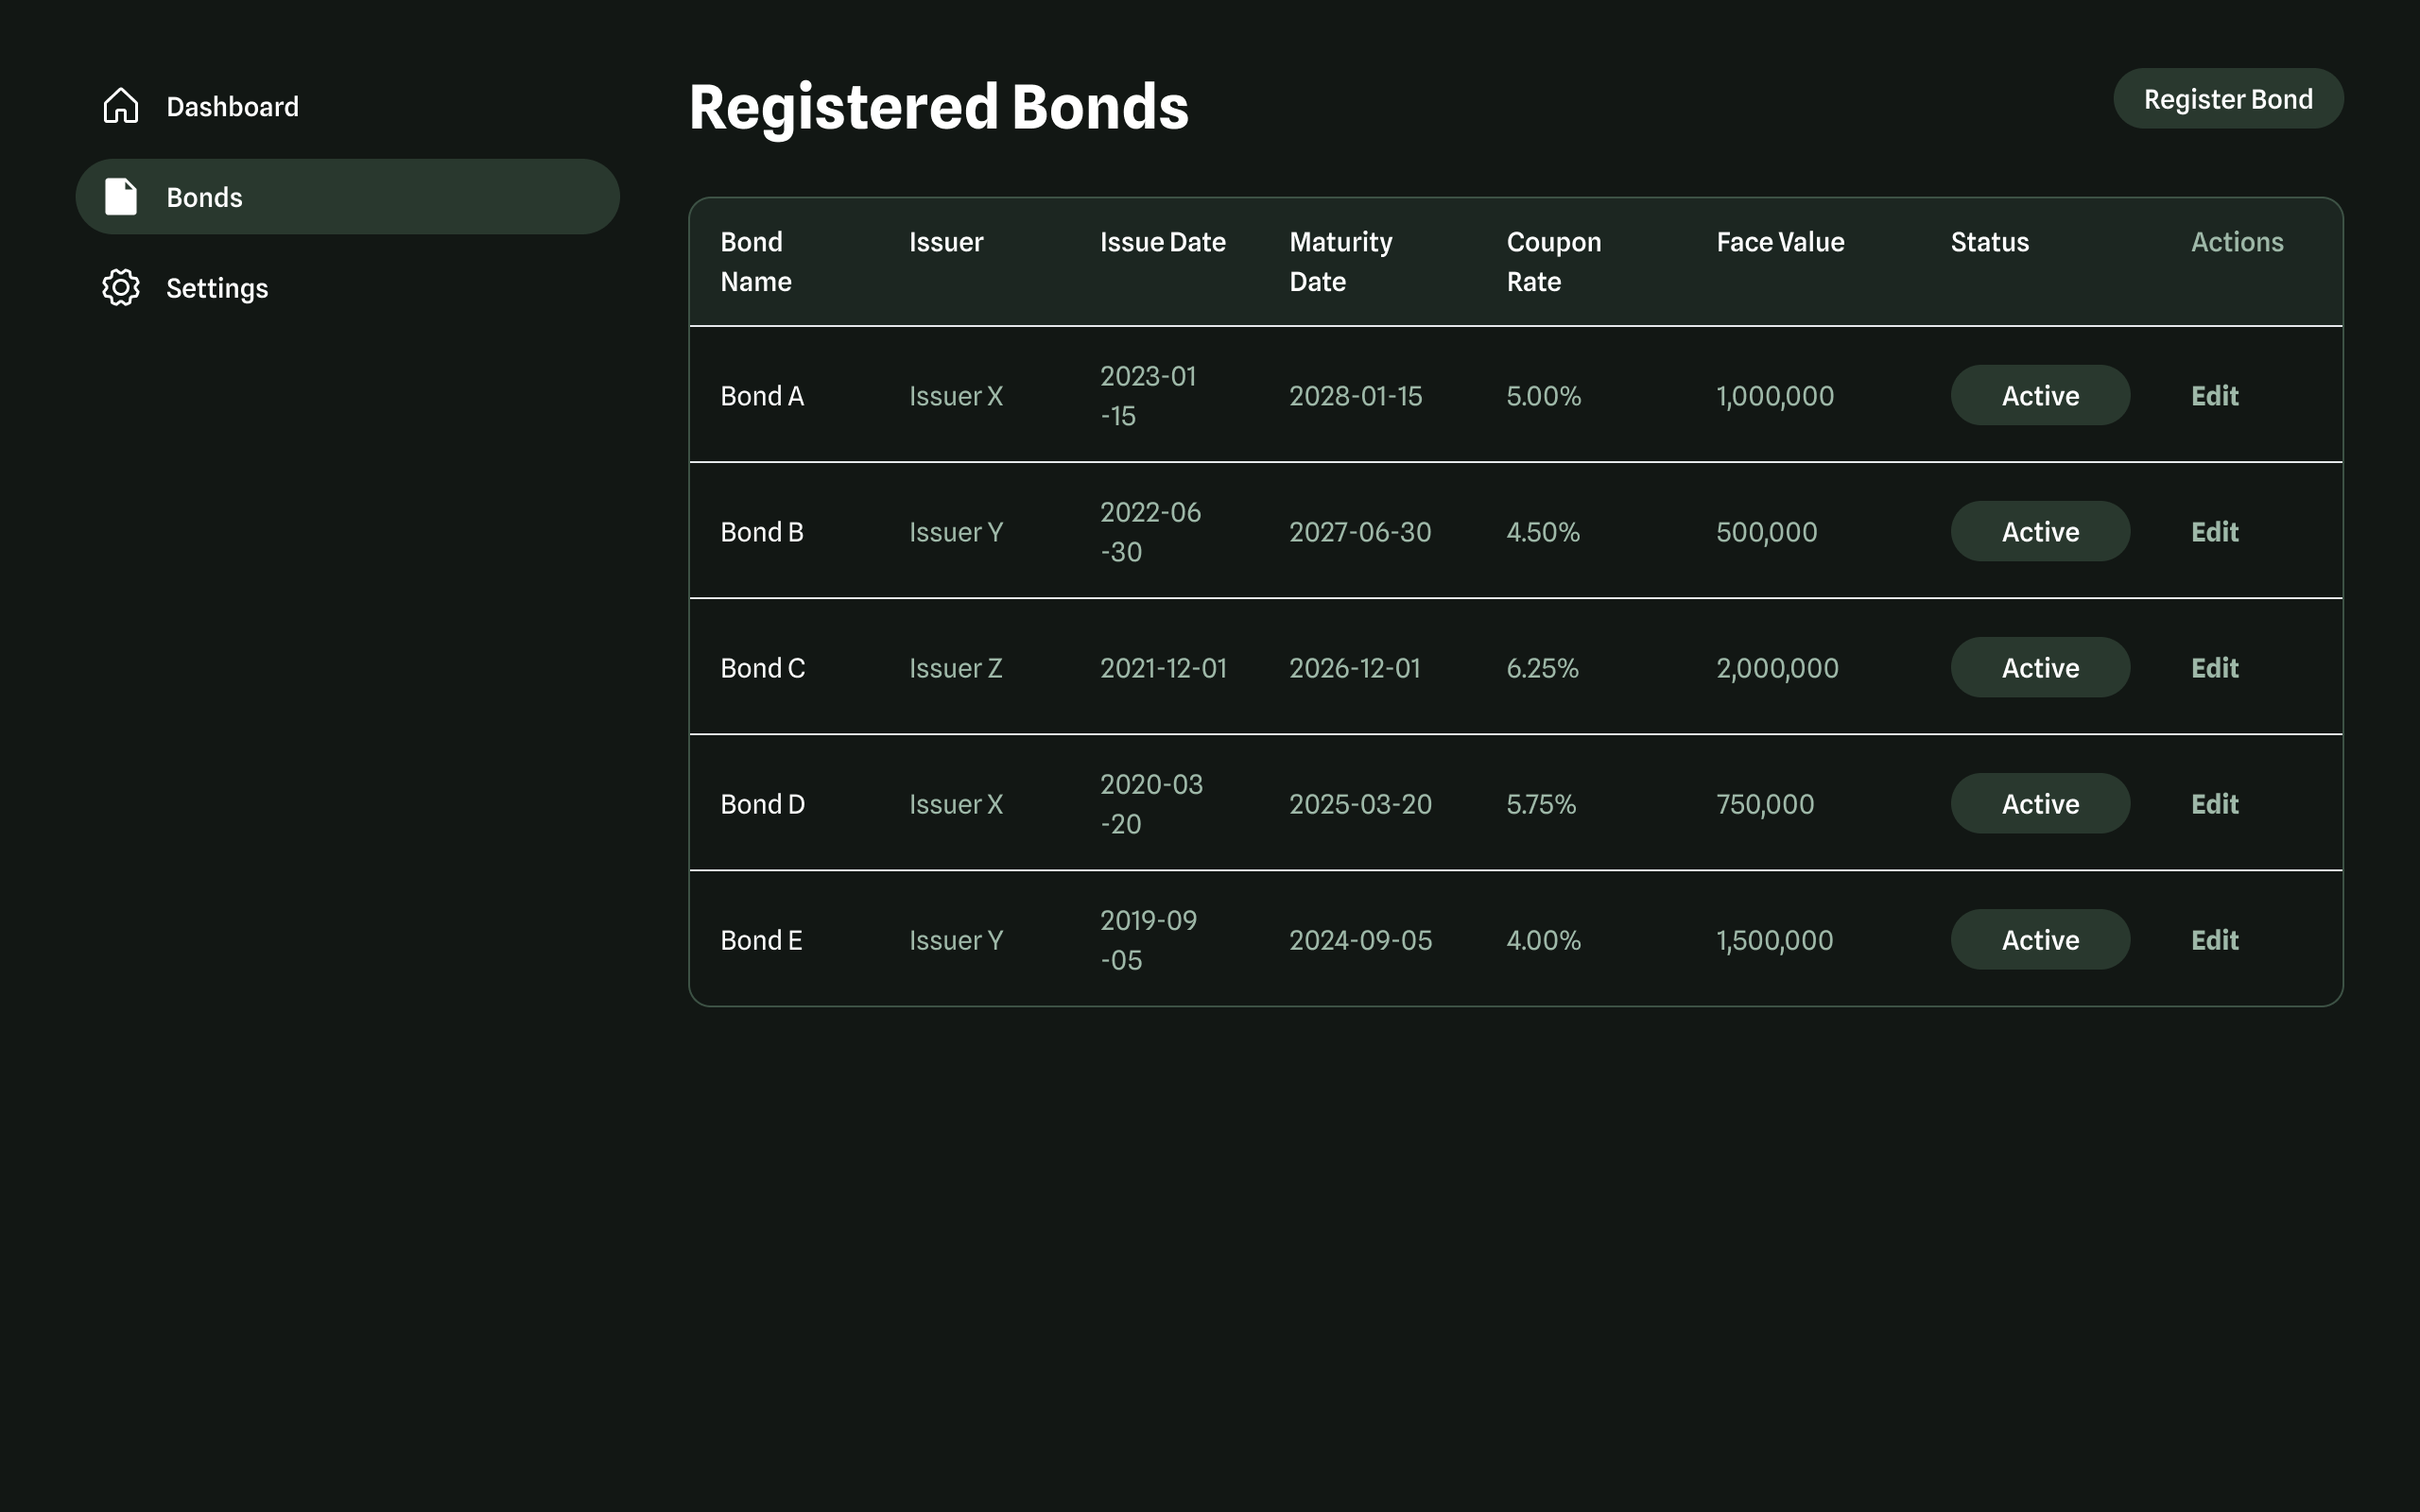 Dashboard
Bonds
Settings
Registered Bonds
Register Bond
Bond
Name
Issuer
Issue Date
Maturity
Date
Coupon
Rate
Face Value
Status
Actions
Bond A
Issuer X
2023-01
-15
2028-01-15
5.00%
1,000,000
Active
Edit
Bond B
Issuer Y
2022-06
-30
2027-06-30
4.50%
500,000
Active
Edit
Bond C
Issuer Z
2021-12-01
2026-12-01
6.25%
2,000,000
Active
Edit
Bond D
Issuer X
2020-03
-20
2025-03-20
5.75%
750,000
Active
Edit
Bond E
Issuer Y
2019-09
-05
2024-09-05
4.00%
1,500,000
Active
Edit